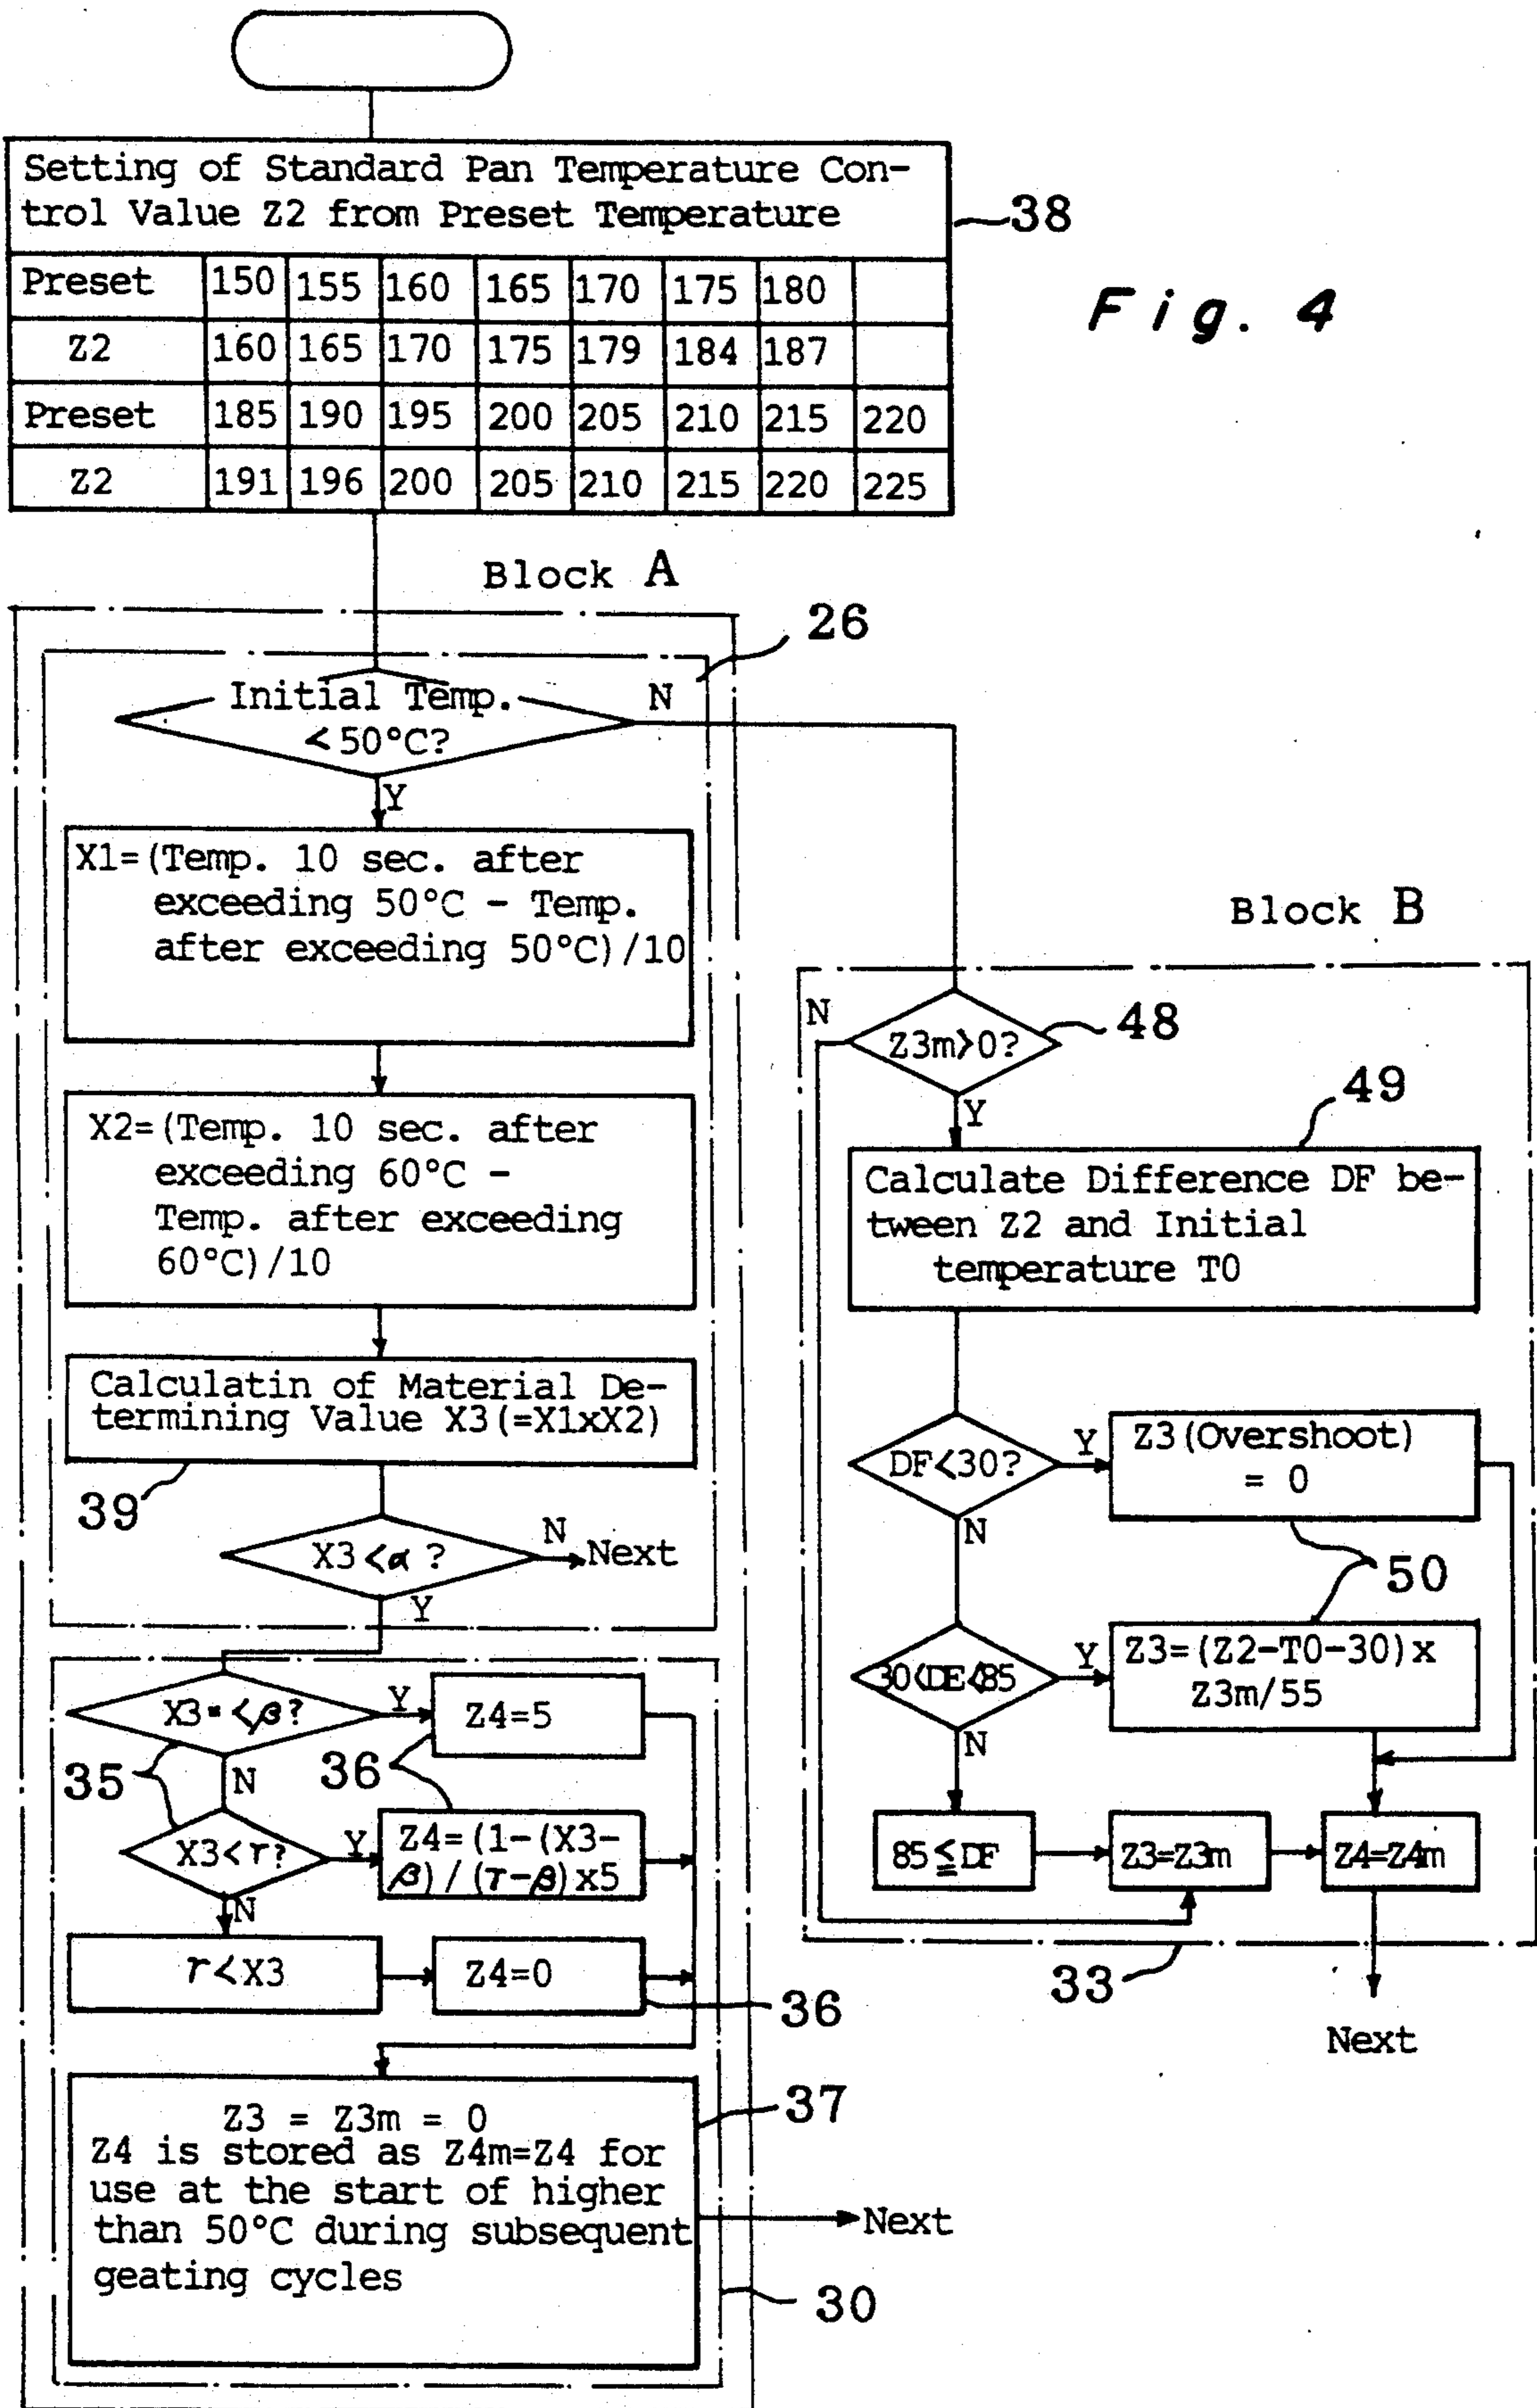 Setting of Standard Pan Temperature Con-
trol Value Z2 from Preset Temperature
38
Preset 150 155 160 165 170 175 180
Z2 160 165 170 175 179 184 187
Preset 185 190 195 200 205 210 215 220
Z2 191 196 200 205 210 215 220 225
Fig. 4
Block A
26
Initial Temp.
<50°C?
N
Y
X1=(Temp. 10 sec. after
exceeding 50°C - Temp.
after exceeding 50°C)/10
X2=(Temp. 10 sec. after
exceeding 60°C -
Temp. after exceeding
60°C)/10
Calculatin of Material De-
termining Value X3(=X1xX2)
39
X3<α?
N
Next
Y
X3=<β?
Y
Z4=5
35
N
36
X3<r?
Y
Z4=(1-(X3-
β)/(r-β)x5
N
r<X3
Z4=0
36
Z3 = Z3m = 0
Z4 is stored as Z4m=Z4 for
use at the start of higher
than 50°C during subsequent
geating cycles
37
Next
30
Block B
N
Z3m>0?
48
Y
49
Calculate Difference DF be-
tween Z2 and Initial
temperature T0
DF<30?
Y
Z3(Overshoot)
= 0
N
50
30<DE<85
Y
Z3=(Z2-T0-30)x
Z3m/55
N
85≦DF
Z3=Z3m
Z4=Z4m
33
Next